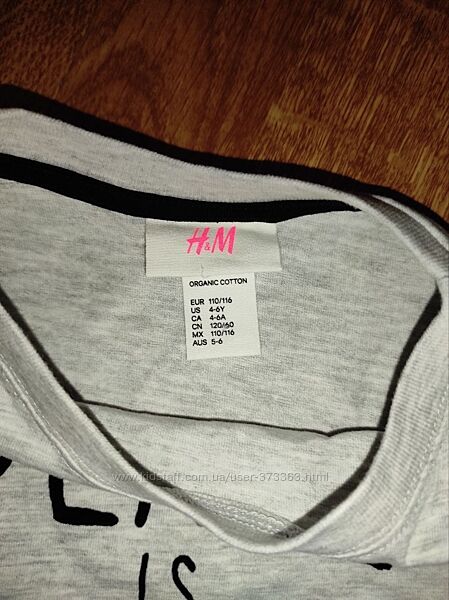 H&M
ORGANIC COTTON
EUR 110/116
US 4-6Y
CA 4-6A
CN 120/60
MX 110/116
AUS 5-6
www.kidstaff.com.ua/user-373363.html
IS